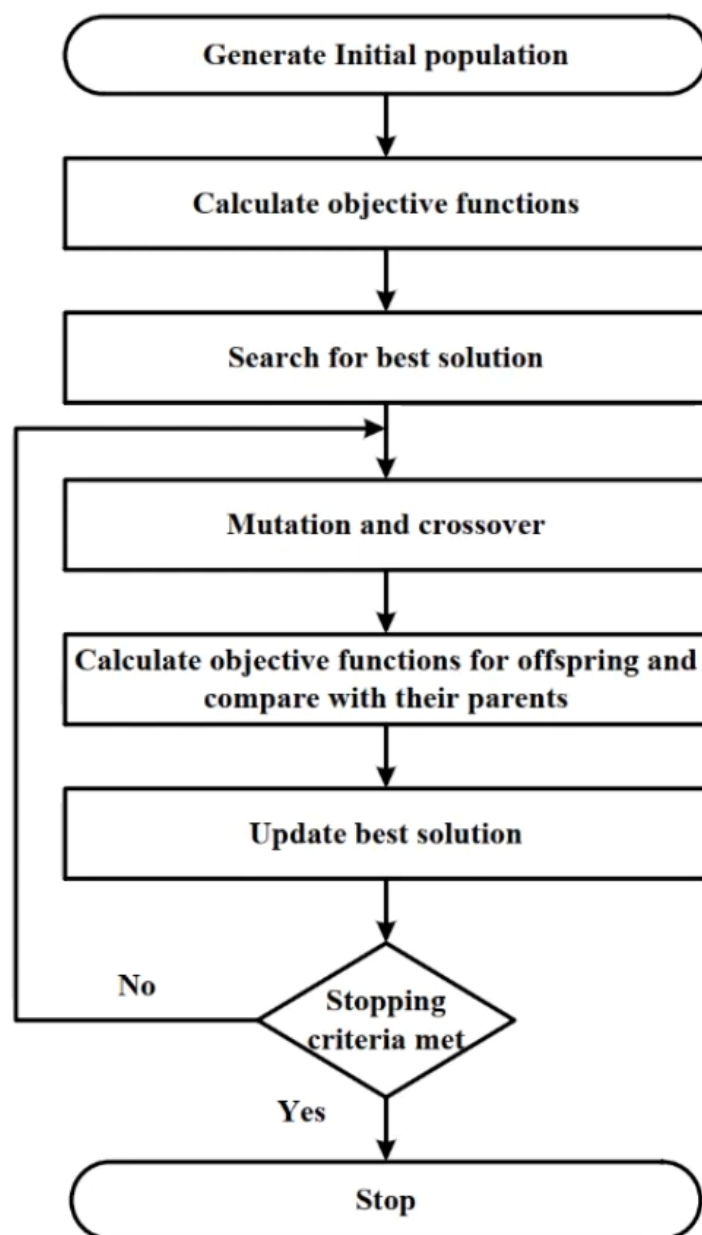 Generate Initial population
Calculate objective functions
Search for best solution
Mutation and crossover
Calculate objective functions for offspring and
compare with their parents
Update best solution
No
Stopping
criteria met
Yes
Stop